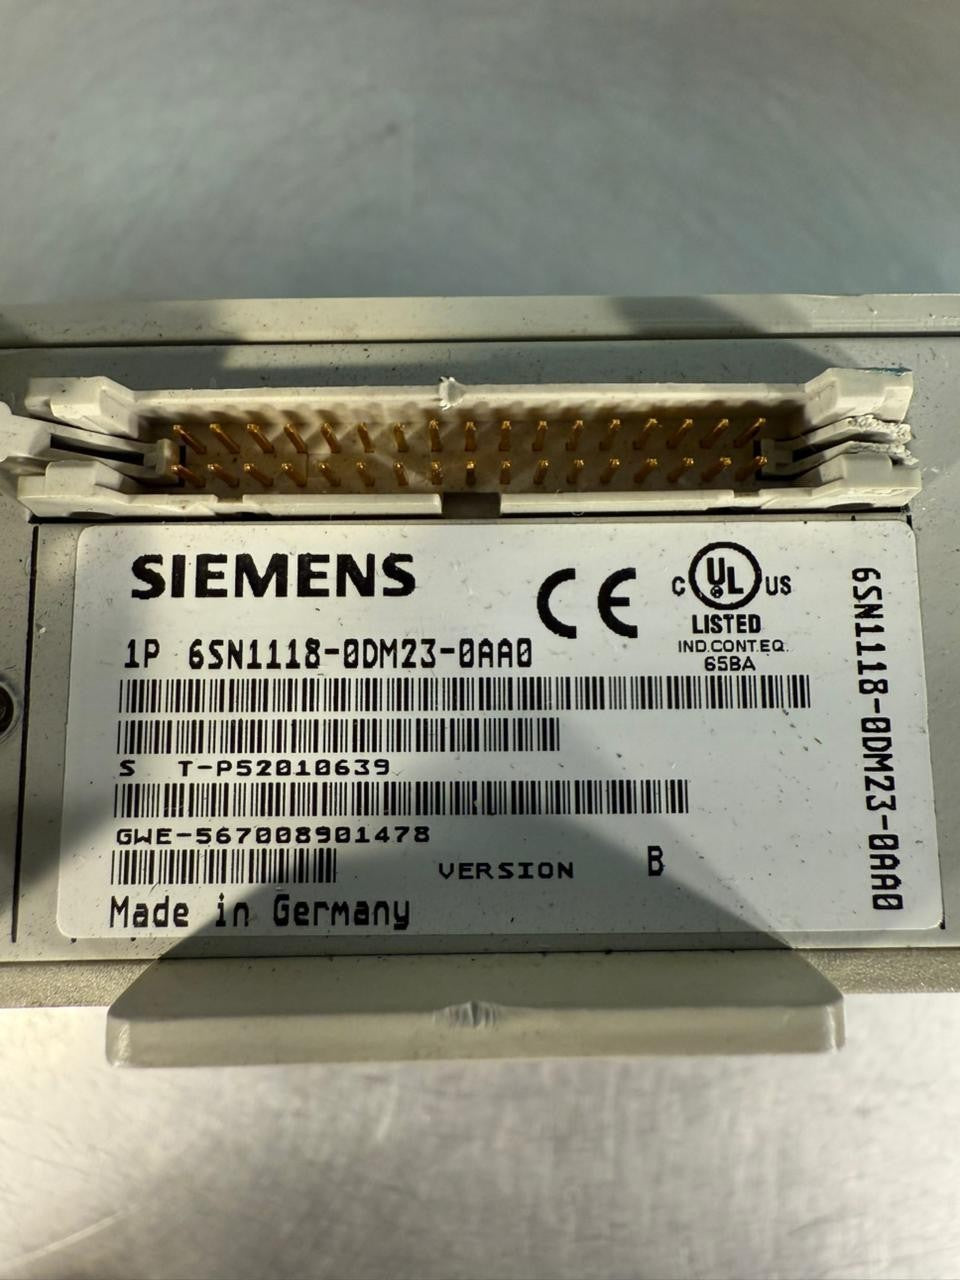 SIEMENS
CE
C UL US
LISTED
IND.CONT.EQ.
65BA
1P 6SN1118-0DM23-0AA0
S T-P52010639
GWE-567008901478
VERSION B
Made in Germany
6SN1118-0DM23-0AA0